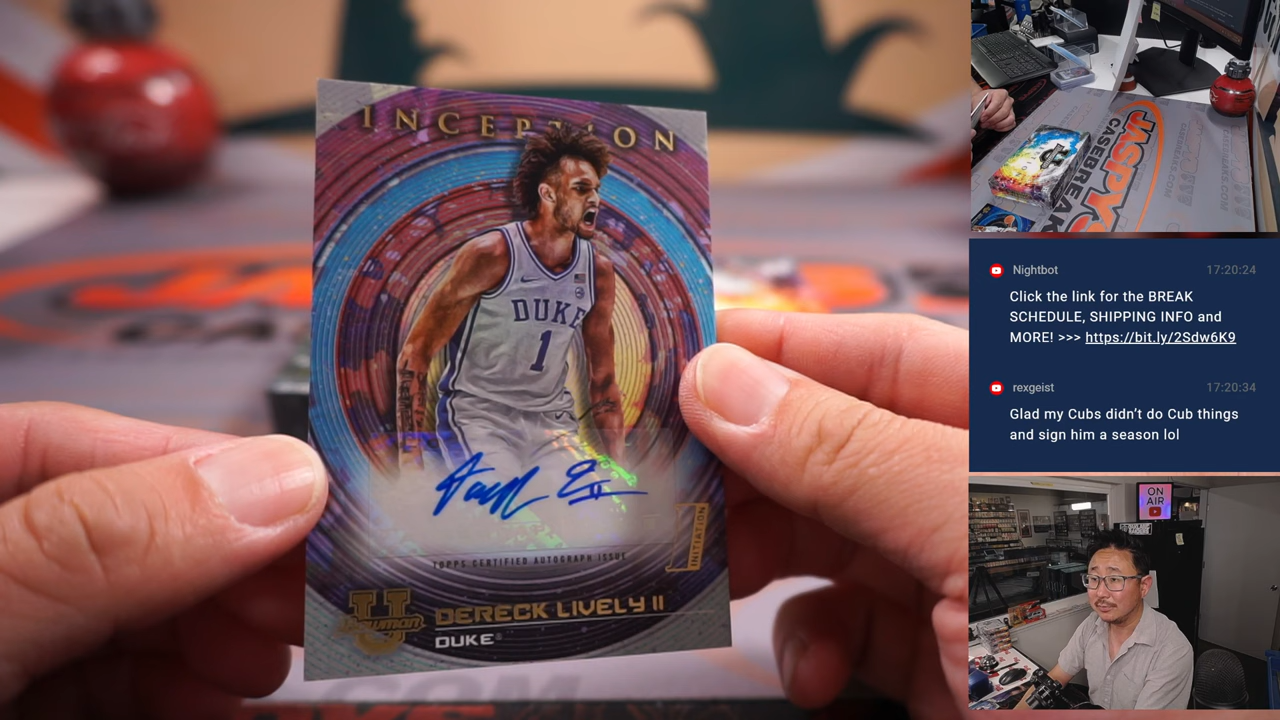 INCEPTION
DUKE
1
TOPPS CERTIFIED AUTOGRAPH ISSUE
INITIATION
U
Bowman
DERECK LIVELY II
DUKE
JASPYS
CASEBREAK
ON
AIR
Nightbot 17:20:24
Click the link for the BREAK
SCHEDULE, SHIPPING INFO and
MORE! >>> https://bit.ly/2Sdw6K9
rexgeist 17:20:34
Glad my Cubs didn't do Cub things
and sign him a season lol